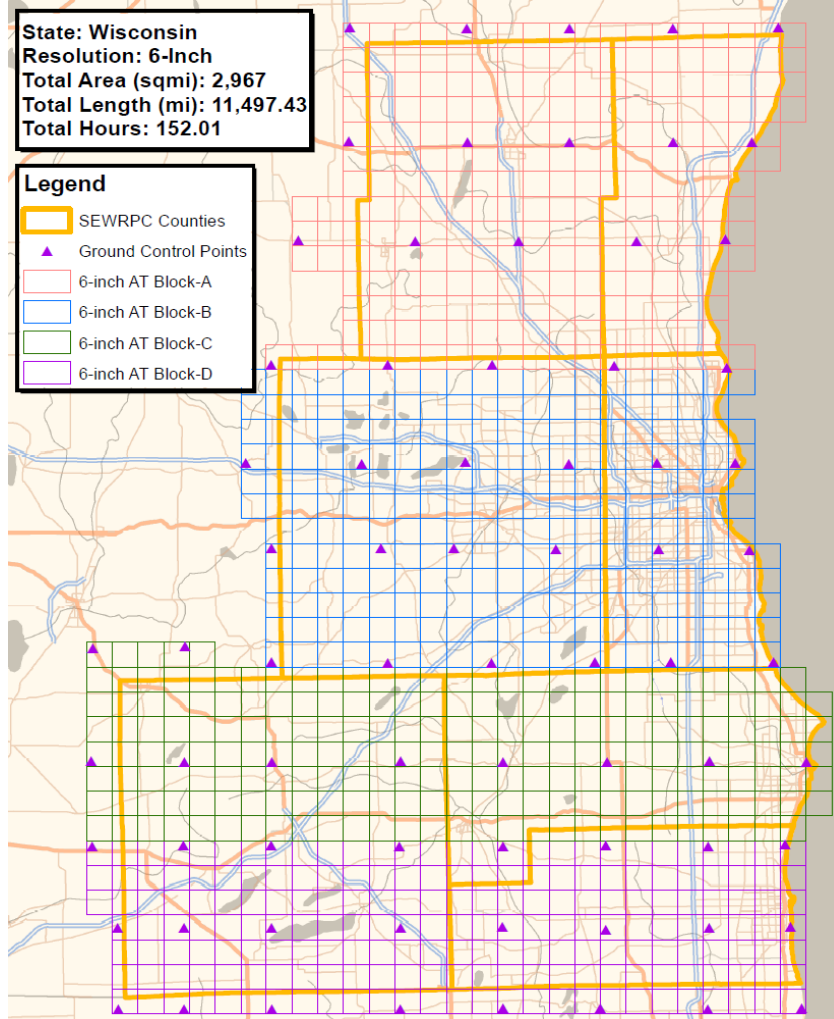 State: Wisconsin
Resolution: 6-Inch
Total Area (sqmi): 2,967
Total Length (mi): 11,497.43
Total Hours: 152.01
Legend
SEWRPC Counties
Ground Control Points
6-inch AT Block-A
6-inch AT Block-B
6-inch AT Block-C
6-inch AT Block-D